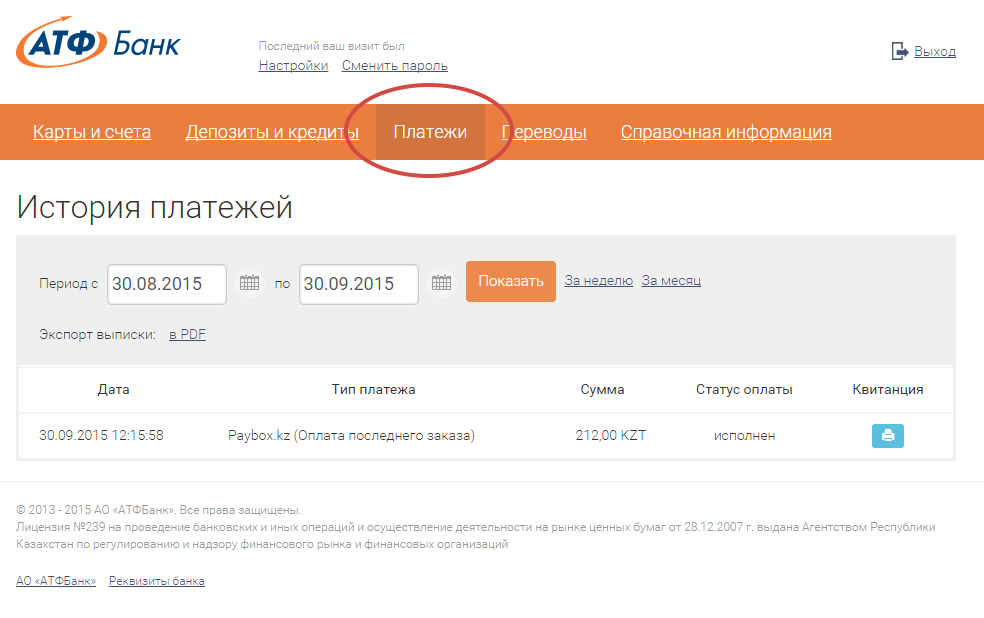 АТФ Банк
Последний ваш визит был
Настройки Сменить пароль
Выход
Карты и счета Депозиты и кредиты Платежи Переводы Справочная информация
История платежей
Период с 30.08.2015 по 30.09.2015 Показать За неделю За месяц
Экспорт выписки: в PDF
Дата Тип платежа Сумма Статус оплаты Квитанция
30.09.2015 12:15:58 Paybox.kz (Оплата последнего заказа) 212,00 KZT исполнен
© 2013 - 2015 АО «АТФБанк». Все права защищены.
Лицензия №239 на проведение банковских и иных операций и осуществление деятельности на рынке ценных бумаг от 28.12.2007 г. выдана Агентством Республики
Казахстан по регулированию и надзору финансового рынка и финансовых организаций
АО «АТФБанк» Реквизиты банка